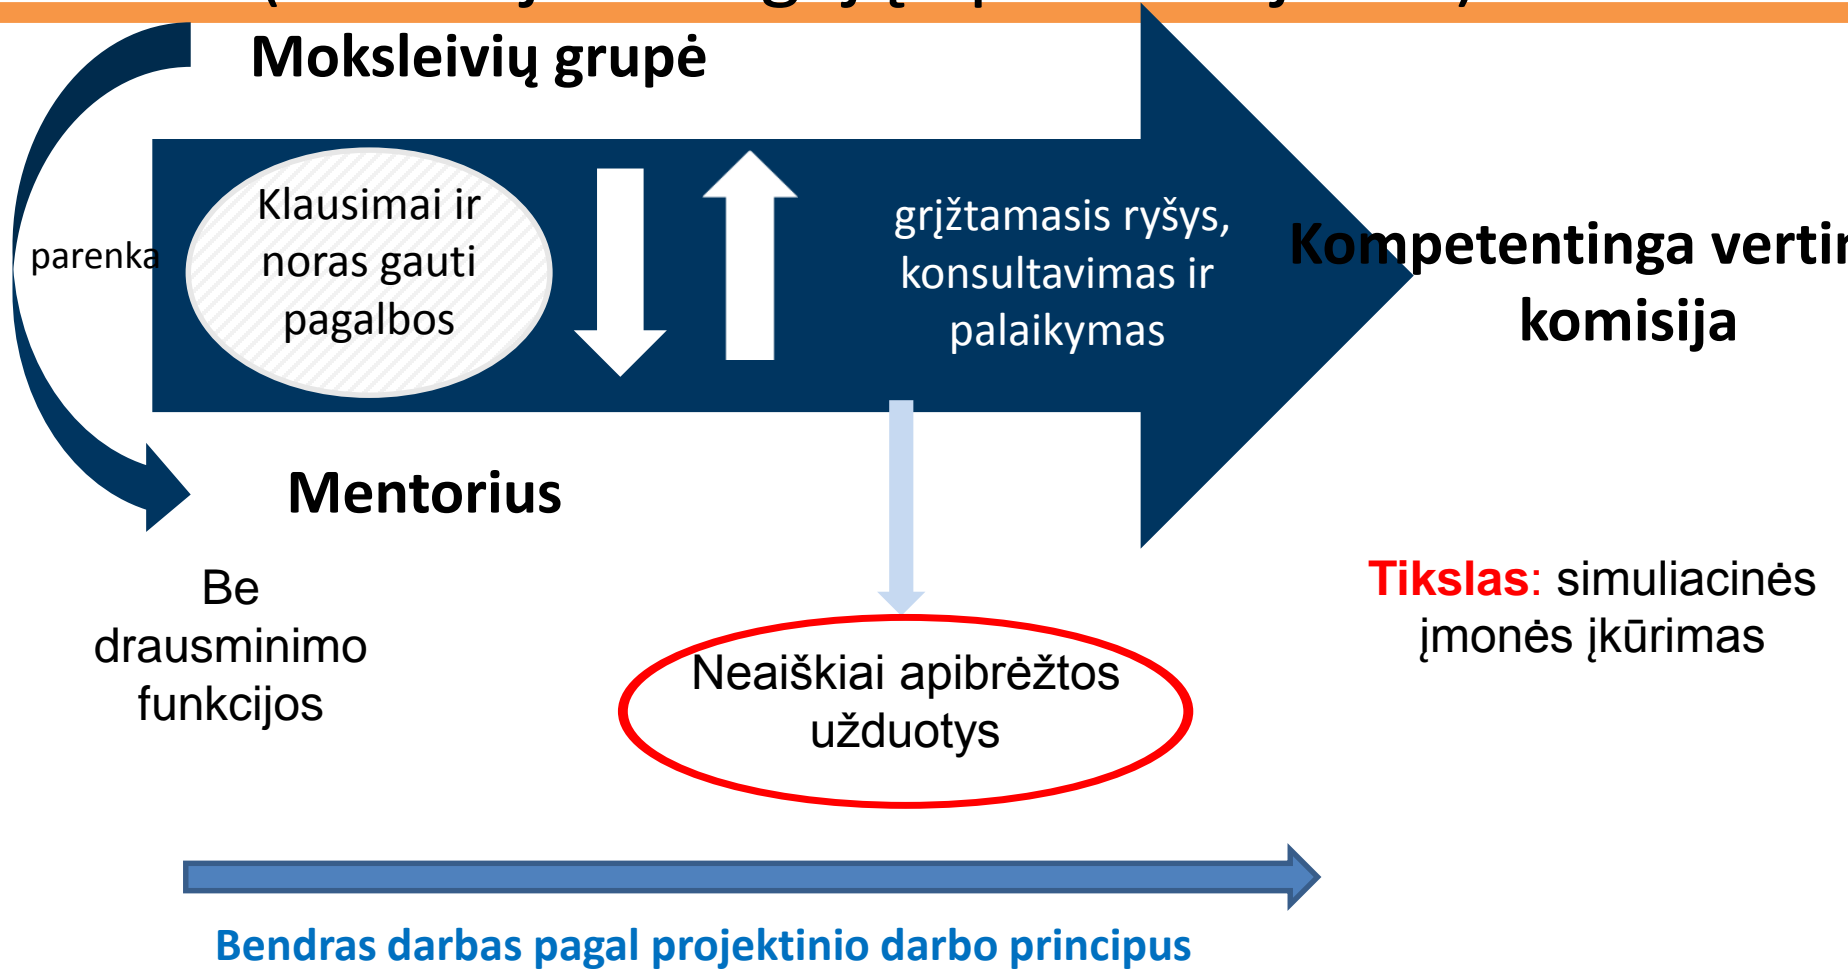 Moksleivių grupė
parenka
Klausimai ir
noras gauti
pagalbos
grįžtamasis ryšys,
konsultavimas ir
palaikymas
Kompetentinga
komisija
Mentorius
Be
drausminimo
funkcijos
Neaiškiai apibrėžtos
užduotys
Tikslas: simuliacinės
įmonės įkūrimas
Bendras darbas pagal projektinio darbo principus